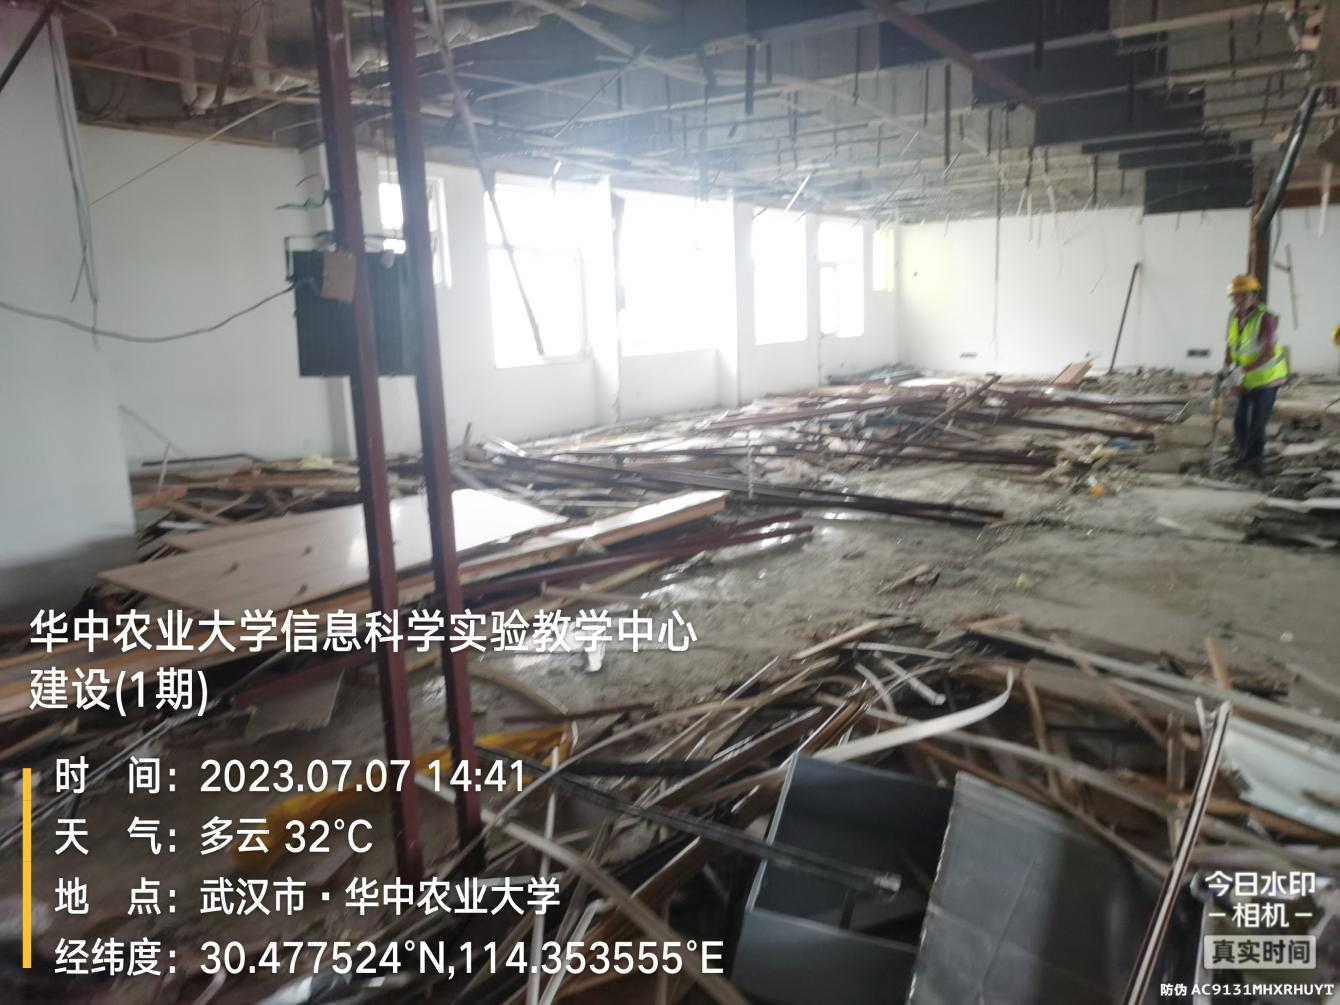 华中农业大学信息科学实验教学中心
建设(1期)
时 间：2023.07.07 14:41
天 气：多云 32℃
地 点：武汉市·华中农业大学
经纬度：30.477524°N,114.353555°E
今日水印
-相机-
真实时间
防伪 AC9131MHXRHUYT